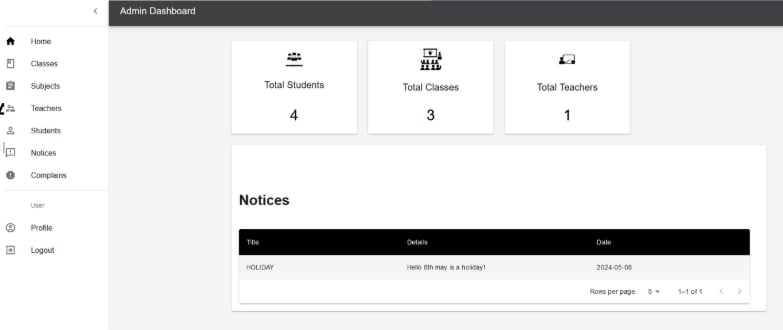 Admin Dashboard
Home
Classes
Subjects
Teachers
Students
Notices
Complains
User
Profile
Logout
Total Students
4
Total Classes
3
Total Teachers
1
Notices
Title Details Date
HOLIDAY Hello 6th may is a holiday! 2024-05-06
Rows per page: 5 1–1 of 1